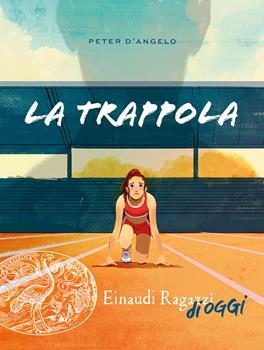 PETER D'ANGELO
LA TRAPPOLA
Einaudi Ragazzi
di OGGI